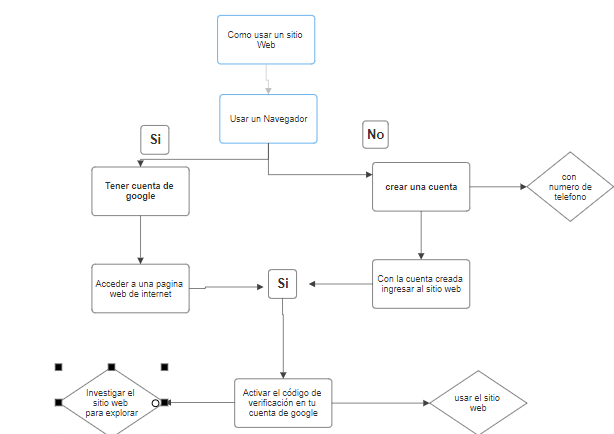 Como usar un sitio
Web
Usar un Navegador
Si
No
Tener cuenta de
google
crear una cuenta
con
numero de
telefono
Acceder a una pagina
web de internet
Si
Con la cuenta creada
ingresar al sitio web
Investigar el
sitio web
para explorar
Activar el código de
verificación en tu
cuenta de google
usar el sitio
web